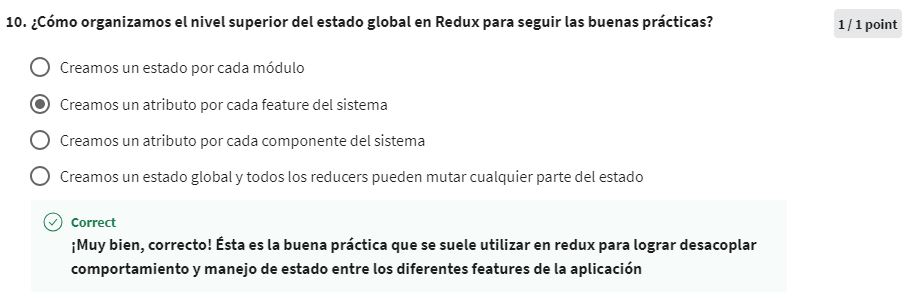 10. ¿Cómo organizamos el nivel superior del estado global en Redux para seguir las buenas prácticas?
1 / 1 point
Creamos un estado por cada módulo
Creamos un atributo por cada feature del sistema
Creamos un atributo por cada componente del sistema
Creamos un estado global y todos los reducers pueden mutar cualquier parte del estado
Correct
¡Muy bien, correcto! Ésta es la buena práctica que se suele utilizar en redux para lograr desacoplar
comportamiento y manejo de estado entre los diferentes features de la aplicación